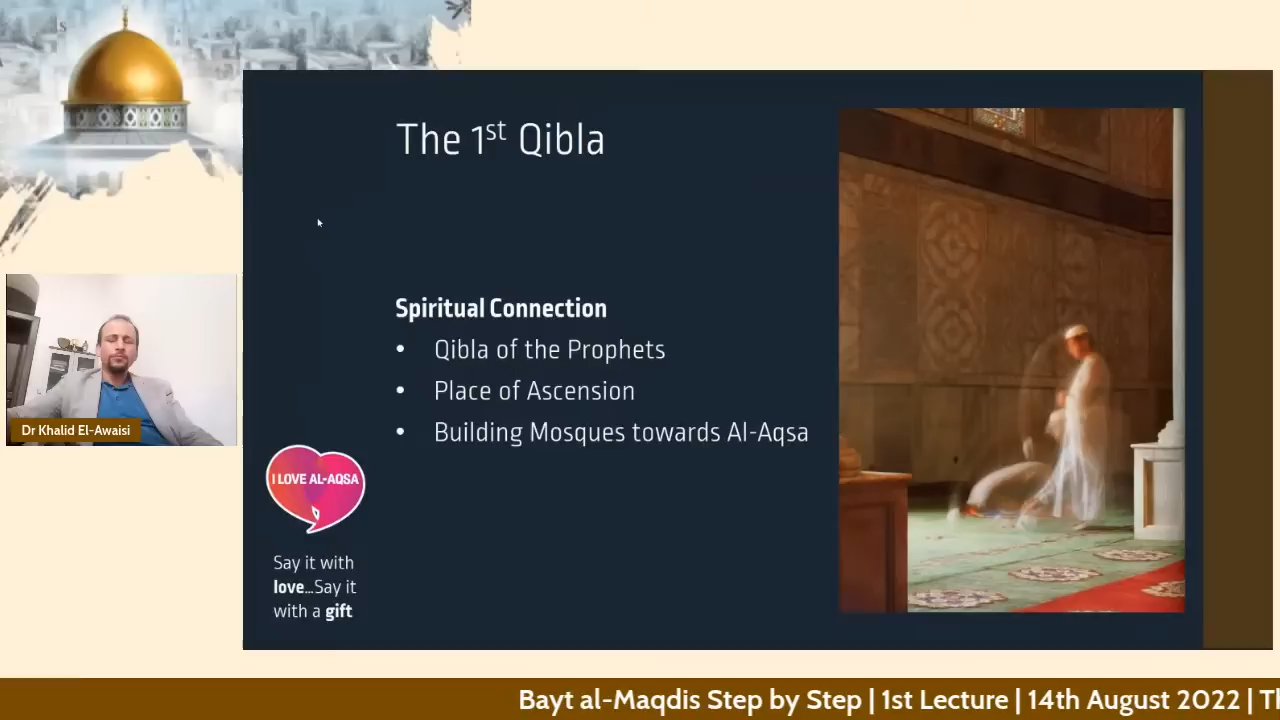 The 1st Qibla
Spiritual Connection
• Qibla of the Prophets
• Place of Ascension
• Building Mosques towards Al-Aqsa
Dr Khalid El-Awaisi
I LOVE AL-AQSA
Say it with
love...Say it
with a gift
Bayt al-Maqdis Step by Step | 1st Lecture | 14th August 2022 |